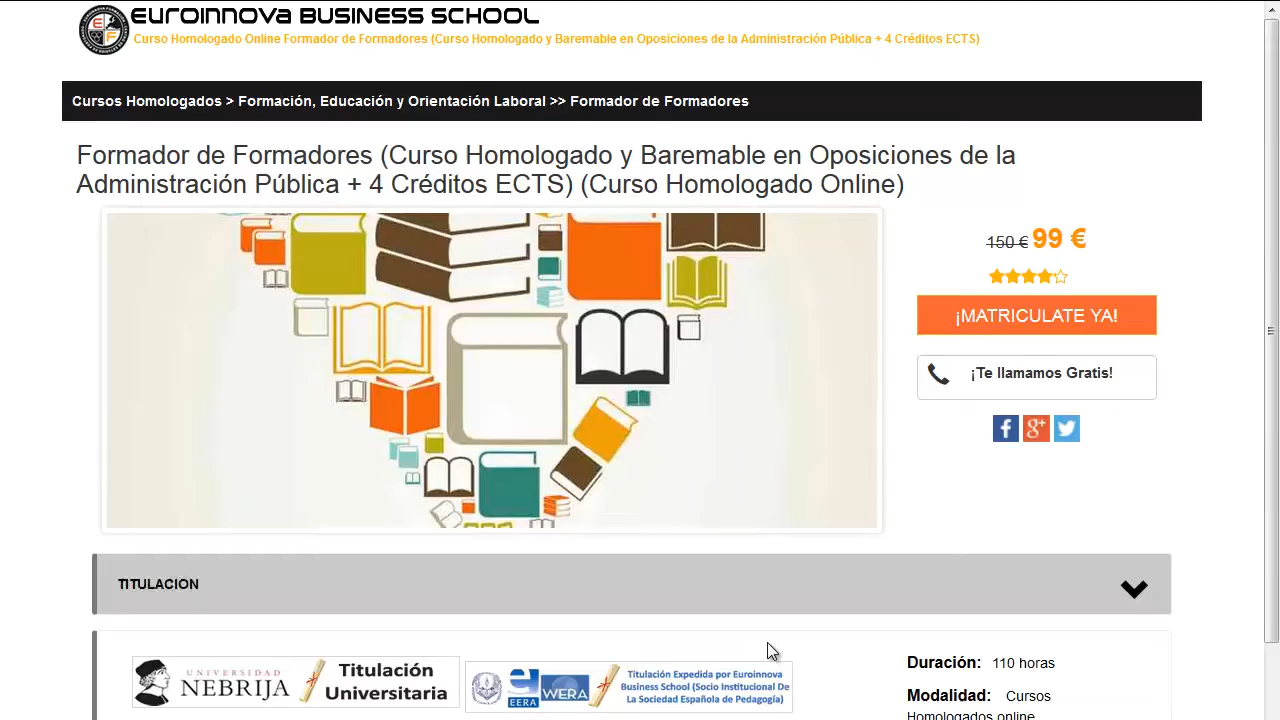 EUROINNOVA BUSINESS SCHOOL
Curso Homologado Online Formador de Formadores (Curso Homologado y Baremable en Oposiciones de la Administración Pública + 4 Créditos ECTS)
Cursos Homologados > Formación, Educación y Orientación Laboral >> Formador de Formadores
Formador de Formadores (Curso Homologado y Baremable en Oposiciones de la
Administración Pública + 4 Créditos ECTS) (Curso Homologado Online)
150 € 99 €
¡MATRICULATE YA!
¡Te llamamos Gratis!
TITULACION
UNIVERSIDAD
NEBRIJA
Titulación
Universitaria
EERA
WERA
Titulación Expedida por Euroinnova
Business School (Socio Institucional De
La Sociedad Española de Pedagogía)
Duración: 110 horas
Modalidad: Cursos
Homologados online